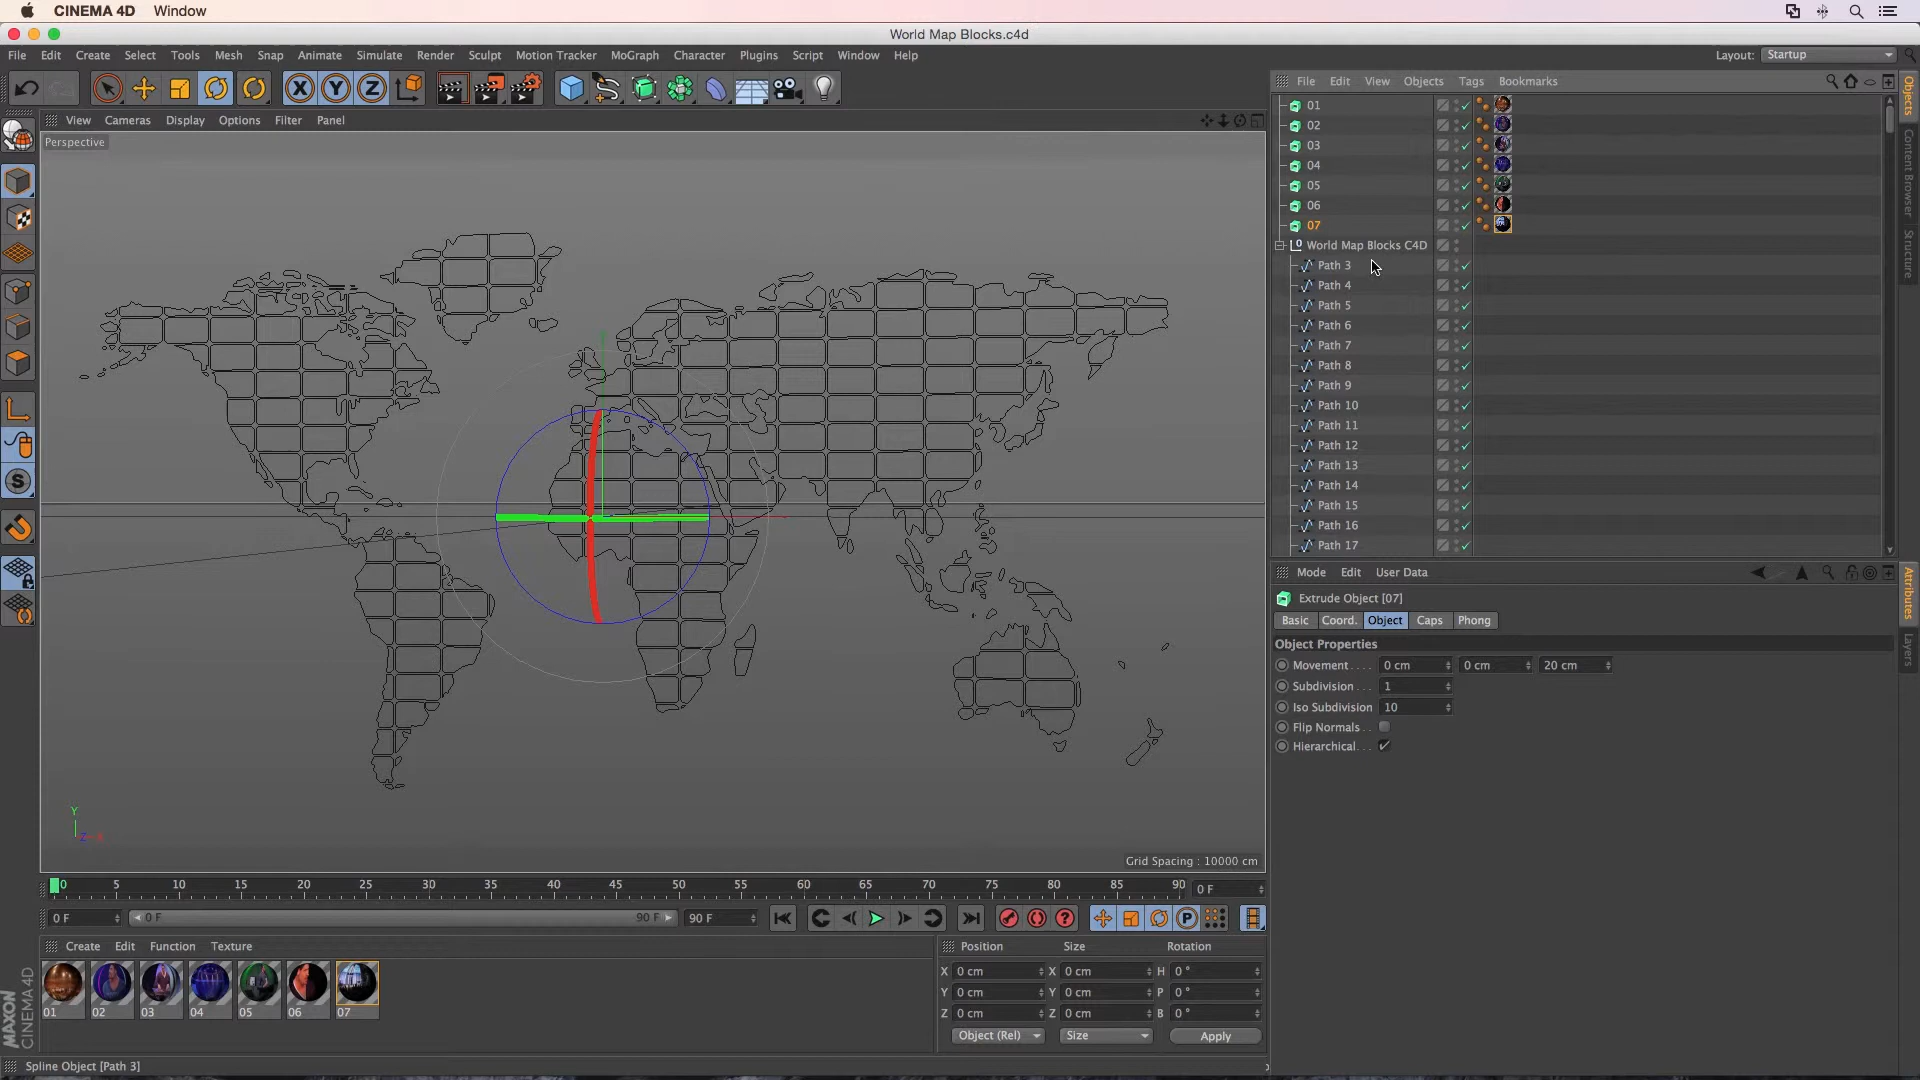 CINEMA 4D Window
World Map Blocks.c4d
File Edit Create Select Tools Mesh Snap Animate Simulate Render Sculpt Motion Tracker MoGraph Character Plugins Script Window Help
Layout: Startup
X Y Z
File Edit View Objects Tags Bookmarks
View Cameras Display Options Filter Panel
Perspective
01
02
03
04
05
06
07
World Map Blocks C4D
Path 3
Path 4
Path 5
Path 6
Path 7
Path 8
Path 9
Path 10
Path 11
Path 12
Path 13
Path 14
Path 15
Path 16
Path 17
Objects
Content Browser
Structure
Mode Edit User Data
Extrude Object [07]
Basic Coord. Object Caps Phong
Object Properties
Movement . . . . 0 cm 0 cm 20 cm
Subdivision . . . 1
Iso Subdivision 10
Flip Normals . .
Hierarchical. . .
Attributes
Layers
S
Y
Z X
Grid Spacing : 10000 cm
0 5 10 15 20 25 30 35 40 45 50 55 60 65 70 75 80 85 90 0 F
0 F 0 F 90 F 90 F
P
Create Edit Function Texture
01 02 03 04 05 06 07
Position Size Rotation
X 0 cm X 0 cm H 0 °
Y 0 cm Y 0 cm P 0 °
Z 0 cm Z 0 cm B 0 °
Object (Rel) Size Apply
MAXON
CINEMA 4D
Spline Object [Path 3]